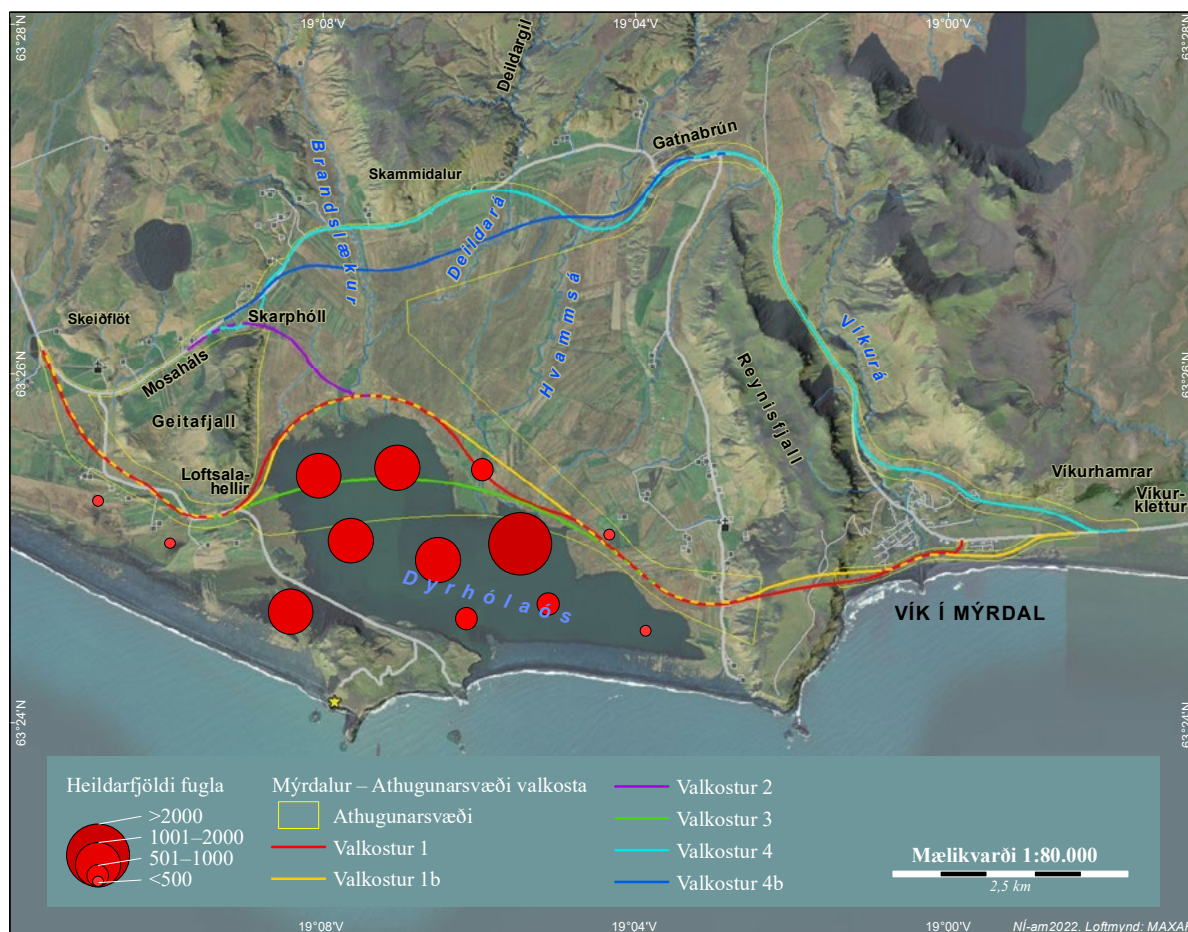 19°08'V
19°04'V
19°00'V
63°28'N
63°28'N
Deildargil
Gatnabrún
Brandslækur
Skammidalur
Deildará
Hvammsá
Skeiðflöt
Skarphóll
Mosaháls
Víkurá
63°26'N
63°26'N
Reynisfjall
Geitafjall
Loftsala-
hellir
Víkurhamrar
Víkur-
klettur
Dyrhólaós
VÍK Í MÝRDAL
63°24'N
63°24'N
Heildarfjöldi fugla
>2000
1001–2000
501–1000
<500
Mýrdalur – Athugunarsvæði valkosta
Athugunarsvæði
Valkostur 1
Valkostur 1b
Valkostur 2
Valkostur 3
Valkostur 4
Valkostur 4b
Mælikvarði 1:80.000
2,5 km
19°08'V
19°04'V
19°00'V
NÍ-am2022. Loftmynd: MAXAR